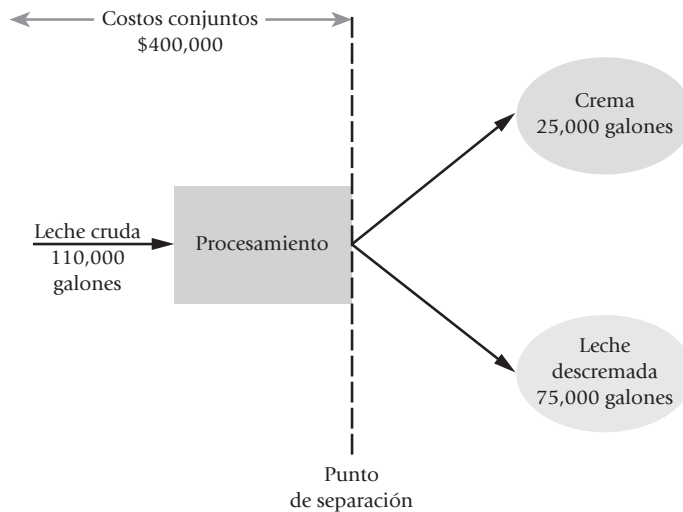 Costos conjuntos
$400,000
Crema
25,000 galones
Leche cruda
110,000
galones
Procesamiento
Leche
descremada
75,000 galones
Punto
de separación